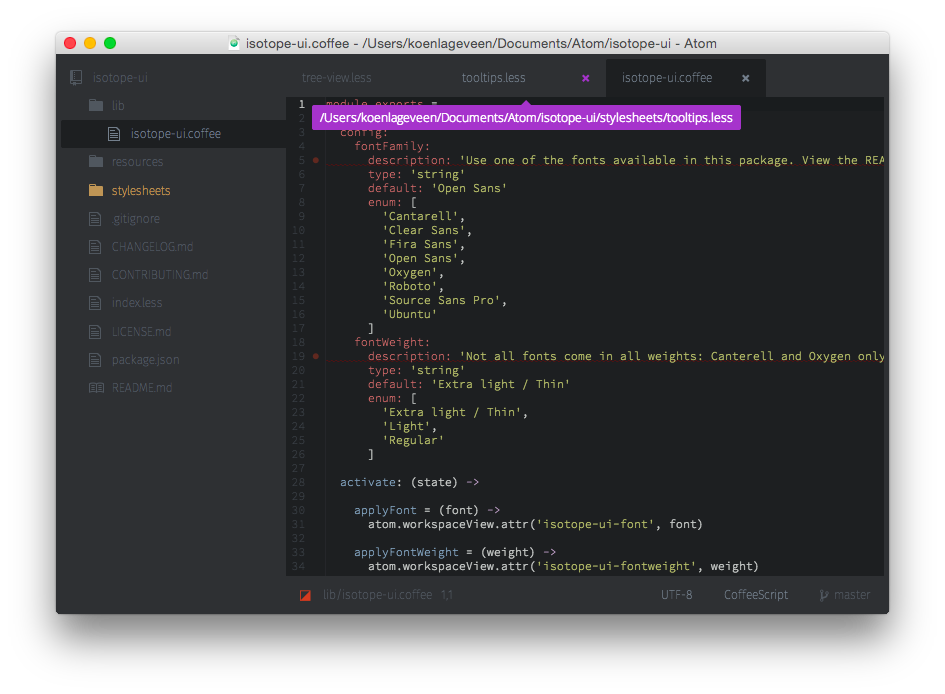 isotope-ui.coffee - /Users/koenlageveen/Documents/Atom/isotope-ui - Atom
isotope-ui
lib
isotope-ui.coffee
resources
stylesheets
.gitignore
CHANGELOG.md
CONTRIBUTING.md
index.less
LICENSE.md
package.json
README.md
tree-view.less
tooltips.less ×
isotope-ui.coffee ×
/Users/koenlageveen/Documents/Atom/isotope-ui/stylesheets/tooltips.less
1 module.exports =
2
3 config:
4 fontFamily:
5 description: 'Use one of the fonts available in this package. View the REA
6 type: 'string'
7 default: 'Open Sans'
8 enum: [
9 'Cantarell',
10 'Clear Sans',
11 'Fira Sans',
12 'Open Sans',
13 'Oxygen',
14 'Roboto',
15 'Source Sans Pro',
16 'Ubuntu'
17 ]
18 fontWeight:
19 description: 'Not all fonts come in all weights: Canterell and Oxygen only
20 type: 'string'
21 default: 'Extra light / Thin'
22 enum: [
23 'Extra light / Thin',
24 'Light',
25 'Regular'
26 ]
27
28 activate: (state) ->
29
30 applyFont = (font) ->
31 atom.workspaceView.attr('isotope-ui-font', font)
32
33 applyFontWeight = (weight) ->
34 atom.workspaceView.attr('isotope-ui-fontweight', weight)
lib/isotope-ui.coffee 1,1
UTF-8 CoffeeScript master